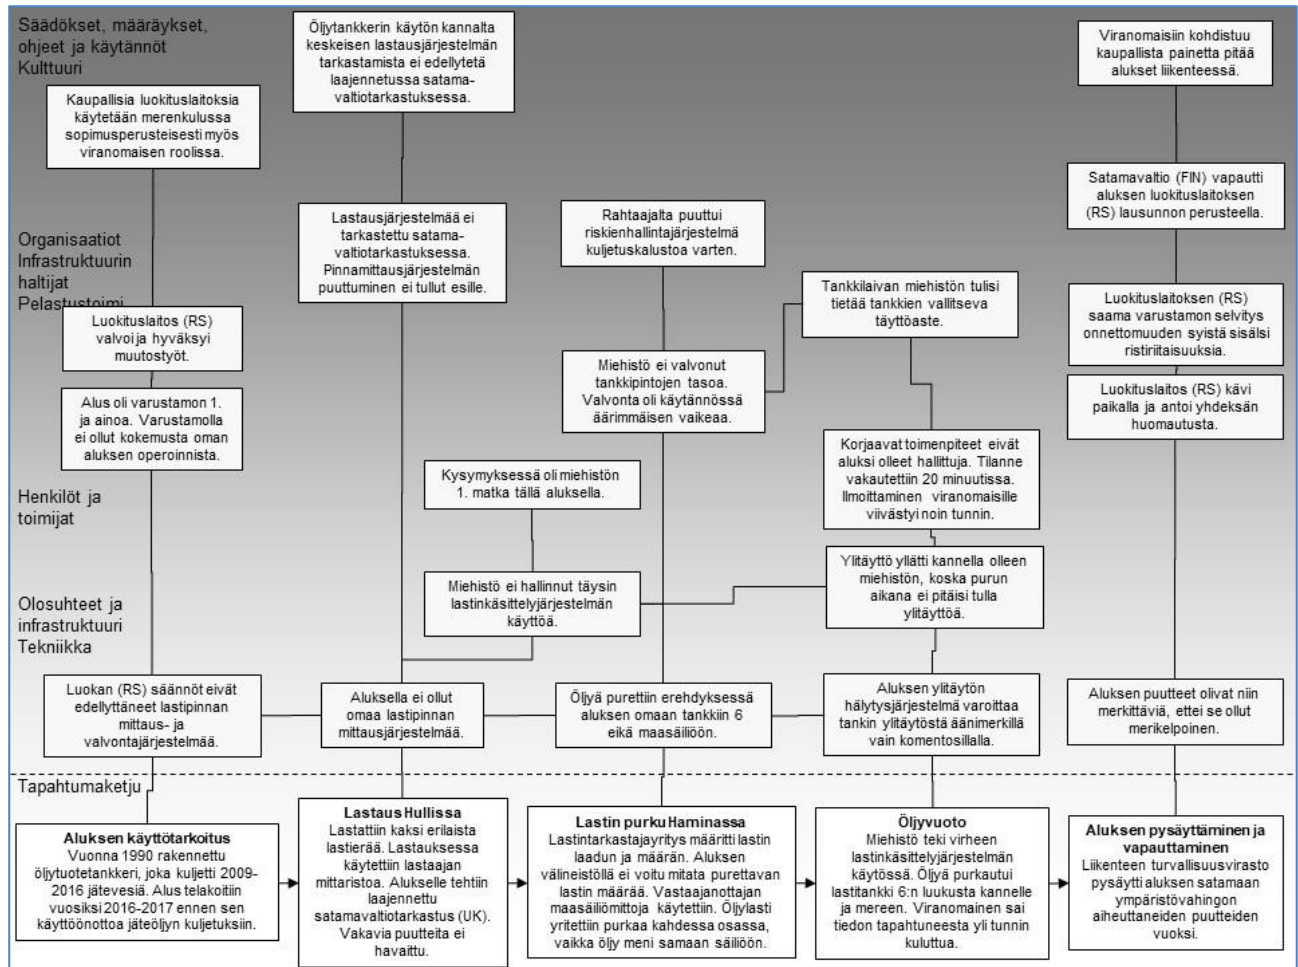 Säädökset, määräykset,
ohjeet ja käytännöt
Kulttuuri
Öljytankkerin käytön kannalta
keskeisen lastausjärjestelmän
tarkastamista ei edellytetä
laajennetussa satama-
valtiotarkastuksessa.
Viranomaisiin kohdistuu
kaupallista painetta pitää
alukset liikenteessä.
Kaupallisia luokituslaitoksia
käytetään merenkulussa
sopimusperusteisesti myös
viranomaisen roolissa.
Satamavaltio (FIN) vapautti
aluksen luokituslaitoksen
(RS) lausunnon perusteella.
Organisaatiot
Infrastruktuurin
haltijat
Pelastustoimi
Lastausjärjestelmää ei
tarkastettu satama-
valtiotarkastuksessa.
Pinnamittausjärjestelmän
puuttuminen ei tullut esille.
Rahtaajalta puuttui
riskienhallintajärjestelmä
kuljetuskalustoa varten.
Tankkilaivan miehistön tulisi
tietää tankkien vallitseva
täyttöaste.
Luokituslaitoksen (RS)
saama varustamon selvitys
onnettomuuden syistä sisälsi
ristiriitaisuuksia.
Luokituslaitos (RS)
valvoi ja hyväksyi
muutostyöt.
Miehistö ei valvonut
tankkipintojen tasoa.
Valvonta oli käytännössä
äärimmäisen vaikeaa.
Luokituslaitos (RS) kävi
paikalla ja antoi yhdeksän
huomautusta.
Alus oli varustamon 1.
ja ainoa. Varustamolla
ei ollut kokemusta oman
aluksen operoinnista.
Korjaavat toimenpiteet eivät
aluksi olleet hallittuja. Tilanne
vakautettiin 20 minuutissa.
Ilmoittaminen viranomaisille
viivästyi noin tunnin.
Henkilöt ja
toimijat
Kysymyksessä oli miehistön
1. matka tällä aluksella.
Ylitäyttö yllätti kannella olleen
miehistön, koska purun
aikana ei pitäisi tulla
ylitäyttöä.
Miehistö ei hallinnut täysin
lastinkäsittelyjärjestelmän
käyttöä.
Olosuhteet ja
infrastruktuuri
Tekniikka
Luokan (RS) säännöt eivät
edellyttäneet lastipinnan
mittaus- ja
valvontajärjestelmää.
Aluksella ei ollut
omaa lastipinnan
mittausjärjestelmää.
Öljyä purettiin erehdyksessä
aluksen omaan tankkiin 6
eikä maasäiliöön.
Aluksen ylitäytön
hälytysjärjestelmä varoittaa
tankin ylitäytöstä äänimerkillä
vain komentosillalla.
Aluksen puutteet olivat niin
merkittäviä, ettei se ollut
merikelpoinen.
Tapahtumaketju
Aluksen käyttötarkoitus
Vuonna 1990 rakennettu
öljytuotetankkeri, joka kuljetti 2009-
2016 jätevesiä. Alus telakoitiin
vuosiksi 2016-2017 ennen sen
käyttöönottoa jäteöljyn kuljetuksiin.
Lastaus Hullissa
Lastattiin kaksi erilaista
lastierää. Lastauksessa
käytettiin lastaajan
mittaristoa. Alukselle tehtiin
laajennettu
satamavaltiotarkastus (UK).
Vakavia puutteita ei
havaittu.
Lastin purku Haminassa
Lastintarkastajayritys määritti lastin
laadun ja määrän. Aluksen
välineistöllä ei voitu mitata purettavan
lastin määrää. Vastaajanottajan
maasäiliömittoja käytettiin. Öljylasti
yritettiin purkaa kahdessa osassa,
vaikka öljy meni samaan säiliöön.
Öljyvuoto
Miehistö teki virheen
lastinkäsittelyjärjestelmän
käytössä. Öljyä purkautui
lastitankki 6:n luukusta kannelle
ja mereen. Viranomainen sai
tiedon tapahtuneesta yli tunnin
kuluttua.
Aluksen pysäyttäminen ja
vapauttaminen
Liikenteen turvallisuusvirasto
pysäytti aluksen satamaan
ympäristövahingon
aiheuttaneiden puutteiden
vuoksi.